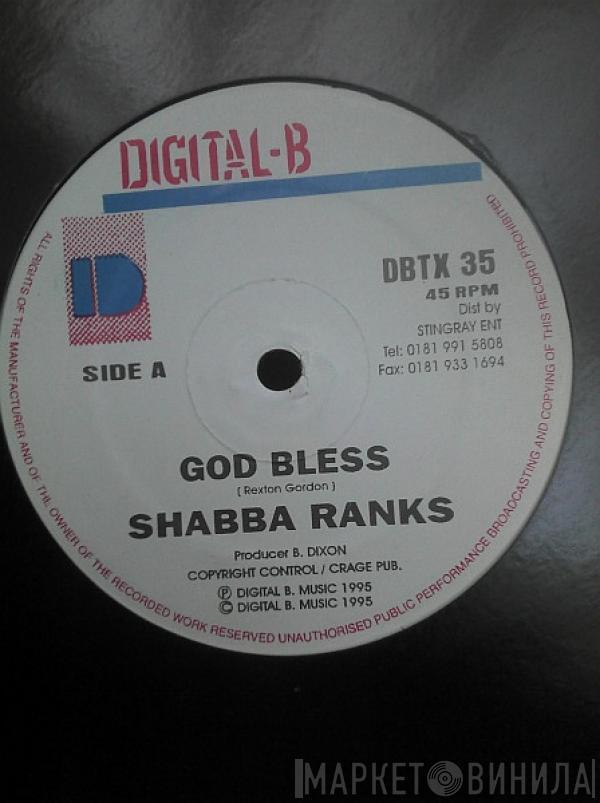 DIGITAL-B
D
DBTX 35
45 RPM
Dist by
STINGRAY ENT
Tel: 0181 991 5808
Fax: 0181 933 1694
SIDE A
GOD BLESS
( Rexton Gordon )
SHABBA RANKS
Producer B. DIXON
COPYRIGHT CONTROL / CRAGE PUB.
Ⓟ DIGITAL B. MUSIC 1995
© DIGITAL B. MUSIC 1995
ALL RIGHTS OF THE MANUFACTURER AND OF THE OWNER OF THE RECORDED WORK RESERVED UNAUTHORISED PUBLIC PERFORMANCE BROADCASTING AND COPYING OF THIS RECORD PROHIBITED
МАРКЕТ ВИНИЛА